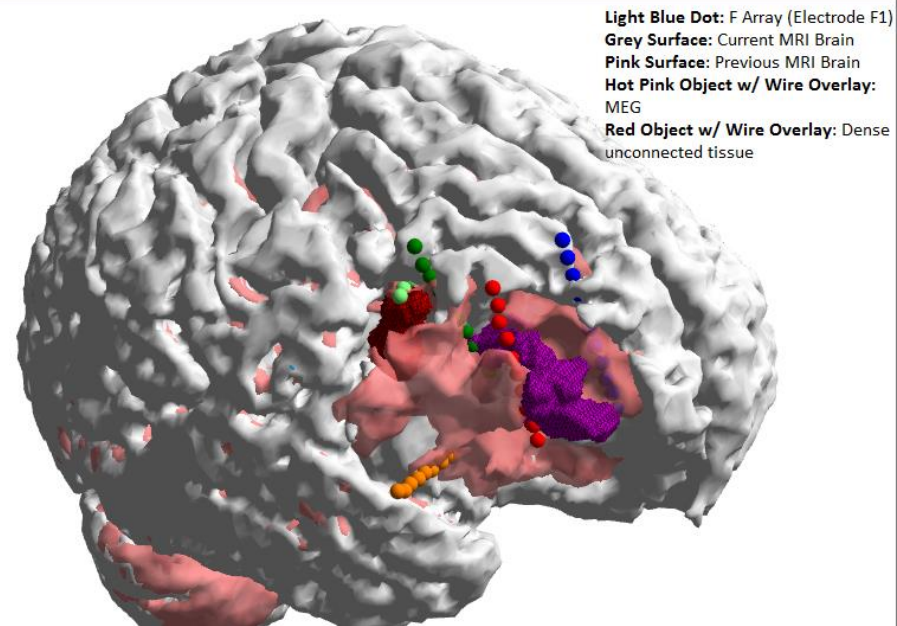 Light Blue Dot: F Array (Electrode F1)
Grey Surface: Current MRI Brain
Pink Surface: Previous MRI Brain
Hot Pink Object w/ Wire Overlay:
MEG
Red Object w/ Wire Overlay: Dense
unconnected tissue